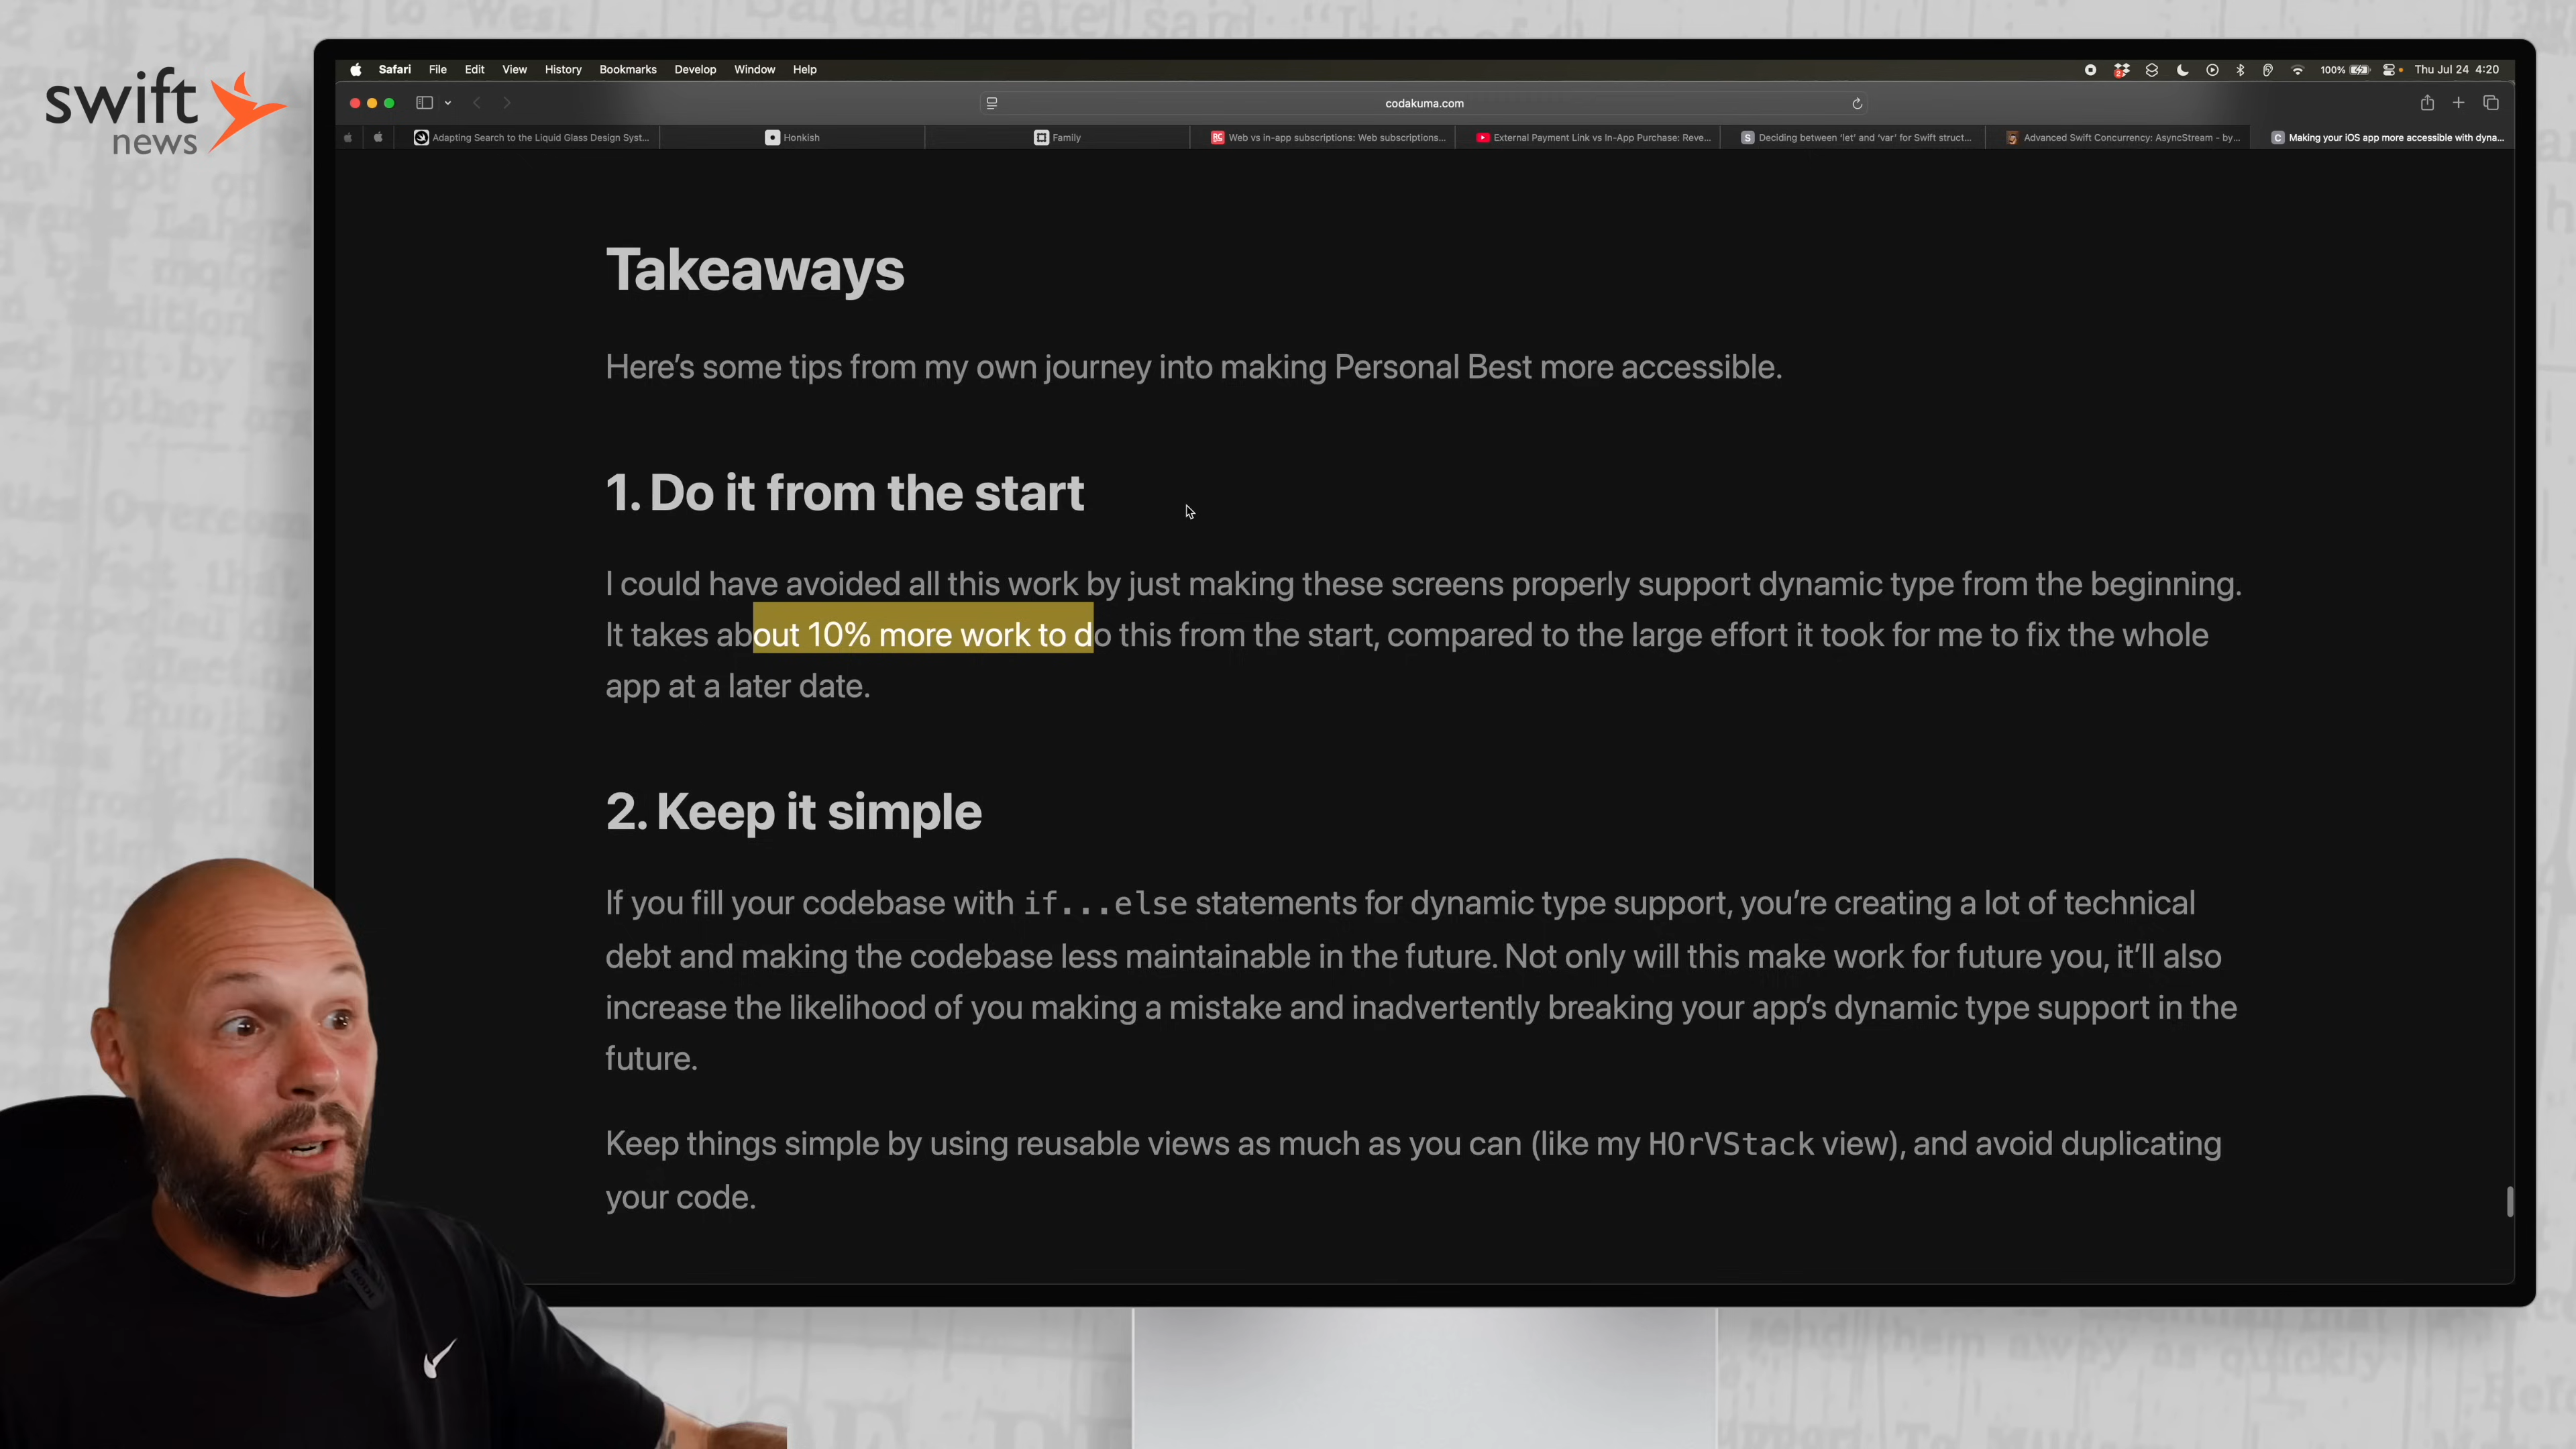 swift
news
Safari File Edit View History Bookmarks Develop Window Help
100% Thu Jul 24 4:20
codakuma.com
Adapting Search to the Liquid Glass Design Syst...
Honkish
Family
Web vs in-app subscriptions: Web subscriptions...
External Payment Link vs In-App Purchase: Reve...
Deciding between 'let' and 'var' for Swift struct...
Advanced Swift Concurrency: AsyncStream - by...
Making your iOS app more accessible with dyna...
Takeaways
Here's some tips from my own journey into making Personal Best more accessible.
1. Do it from the start
I could have avoided all this work by just making these screens properly support dynamic type from the beginning.
It takes about 10% more work to do this from the start, compared to the large effort it took for me to fix the whole
app at a later date.
2. Keep it simple
If you fill your codebase with if...else statements for dynamic type support, you're creating a lot of technical
debt and making the codebase less maintainable in the future. Not only will this make work for future you, it'll also
increase the likelihood of you making a mistake and inadvertently breaking your app's dynamic type support in the
future.
Keep things simple by using reusable views as much as you can (like my HOrVStack view), and avoid duplicating
your code.